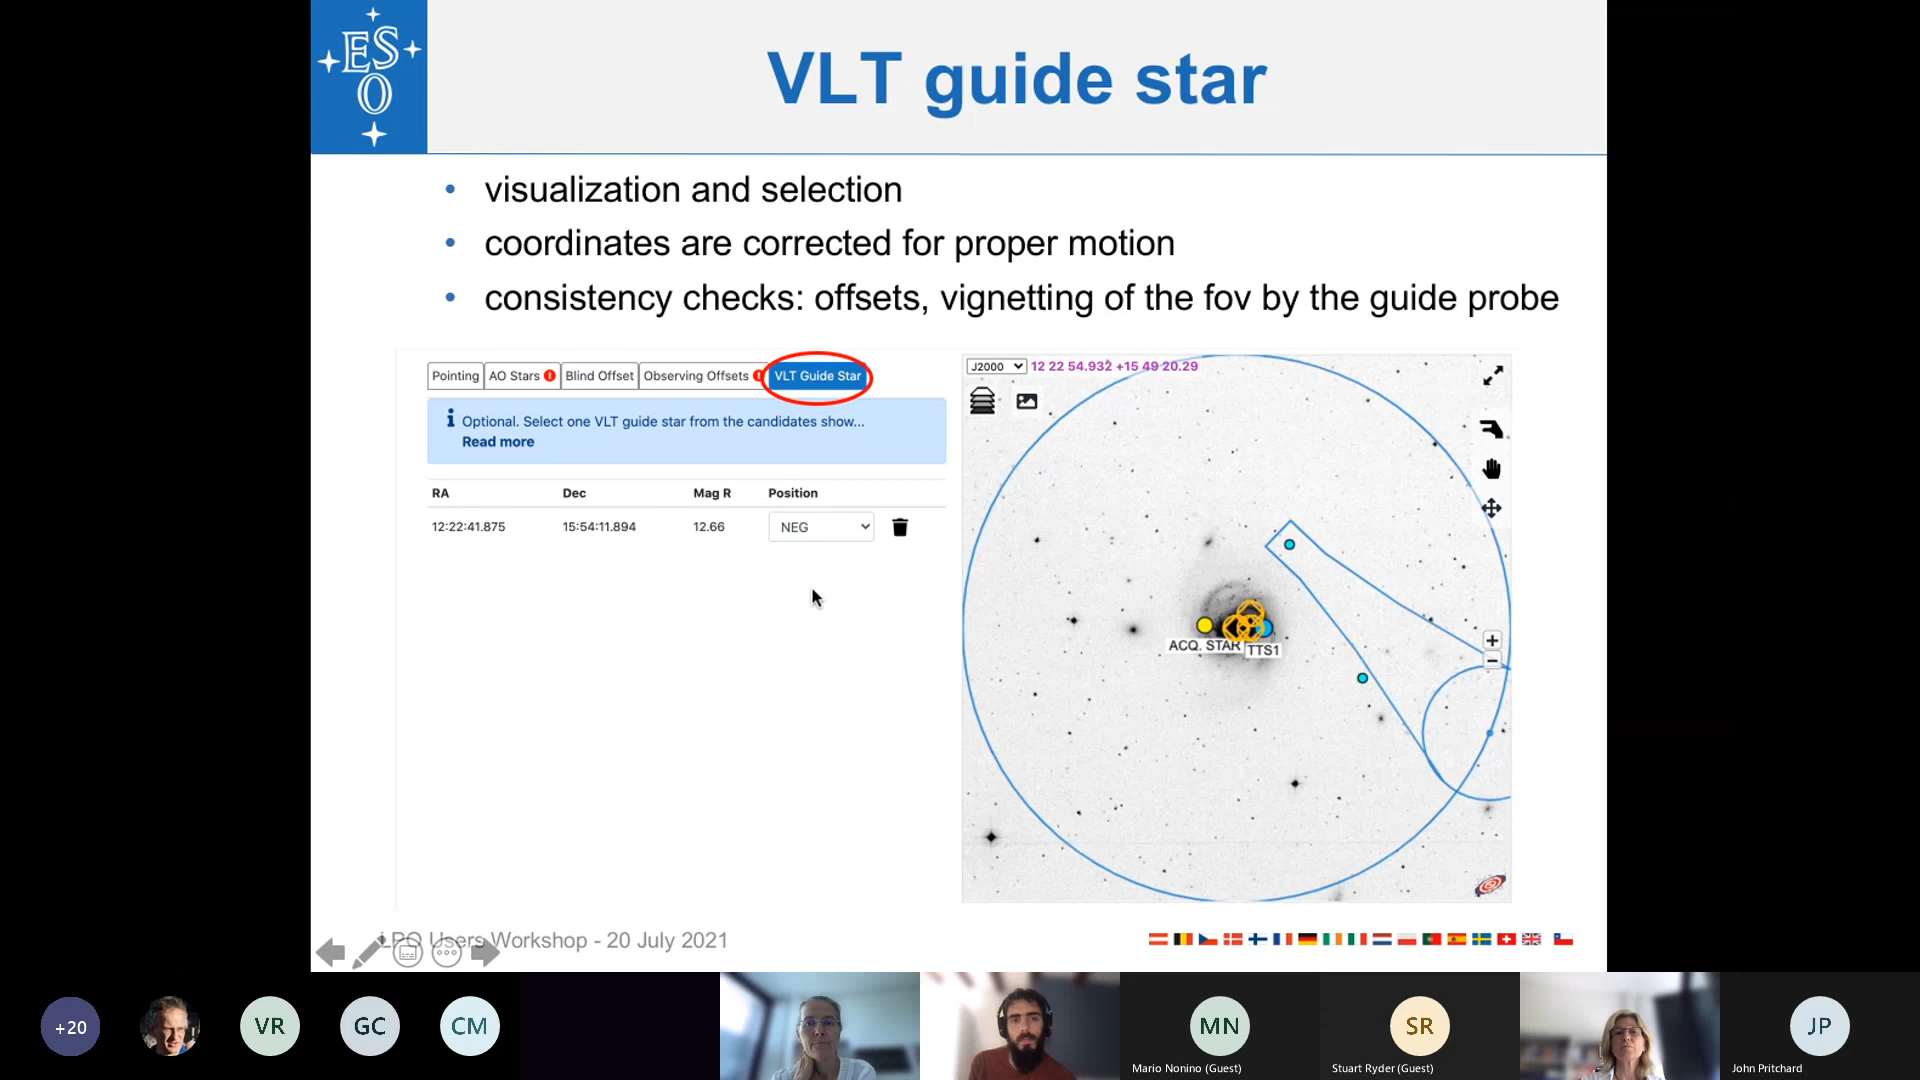 ES
O
VLT guide star
• visualization and selection
• coordinates are corrected for proper motion
• consistency checks: offsets, vignetting of the fov by the guide probe
Pointing AO Stars ! Blind Offset Observing Offsets ! VLT Guide Star
i Optional. Select one VLT guide star from the candidates show...
Read more
RA Dec Mag R Position
12:22:41.875 15:54:11.894 12.66 NEG
J2000 12 22 54.932 +15 49 20.29
+
−
ACQ. STAR TTS1
LPO Users Workshop - 20 July 2021
+20 VR GC CM MN SR JP
Mario Nonino (Guest) Stuart Ryder (Guest) John Pritchard